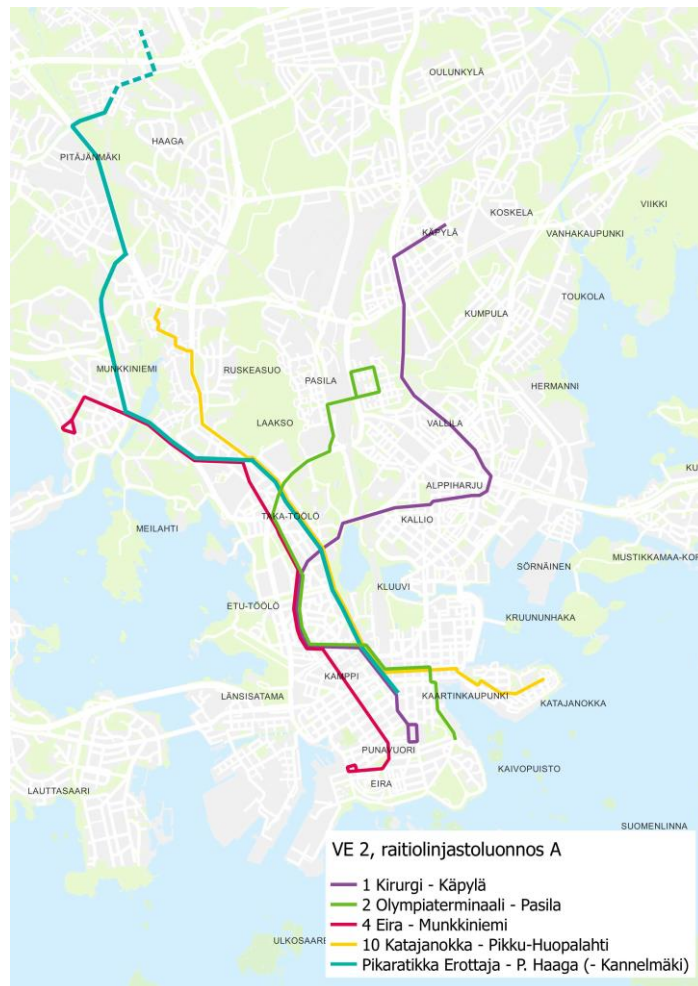 OULUNKYLÄ
HAAGA
PITÄJÄNMÄKI
VIIKKI
KOSKELA
KÄPYLÄ
VANHAKAUPUNKI
TOUKOLA
KUMPULA
MUNKKINIEMI
RUSKEASUO
PASILA
HERMANNI
LAAKSO
VALLILA
KU
ALPPIHARJU
TAKA-TÖÖLÖ
KALLIO
MEILAHTI
SÖRNÄINEN
MUSTIKKAMAA-KOR
KLUUVI
ETU-TÖÖLÖ
KRUUNUNHAKA
KAMPPI
LÄNSISATAMA
KAARTINKAUPUNKI
KATAJANOKKA
PUNAVUORI
KAIVOPUISTO
EIRA
LAUTTASAARI
SUOMENLINNA
ULKOSAARE
VE 2, raitiolinjastoluonnos A
1 Kirurgi - Käpylä
2 Olympiaterminaali - Pasila
4 Eira - Munkkiniemi
10 Katajanokka - Pikku-Huopalahti
Pikaratikka Erottaja - P. Haaga (- Kannelmäki)